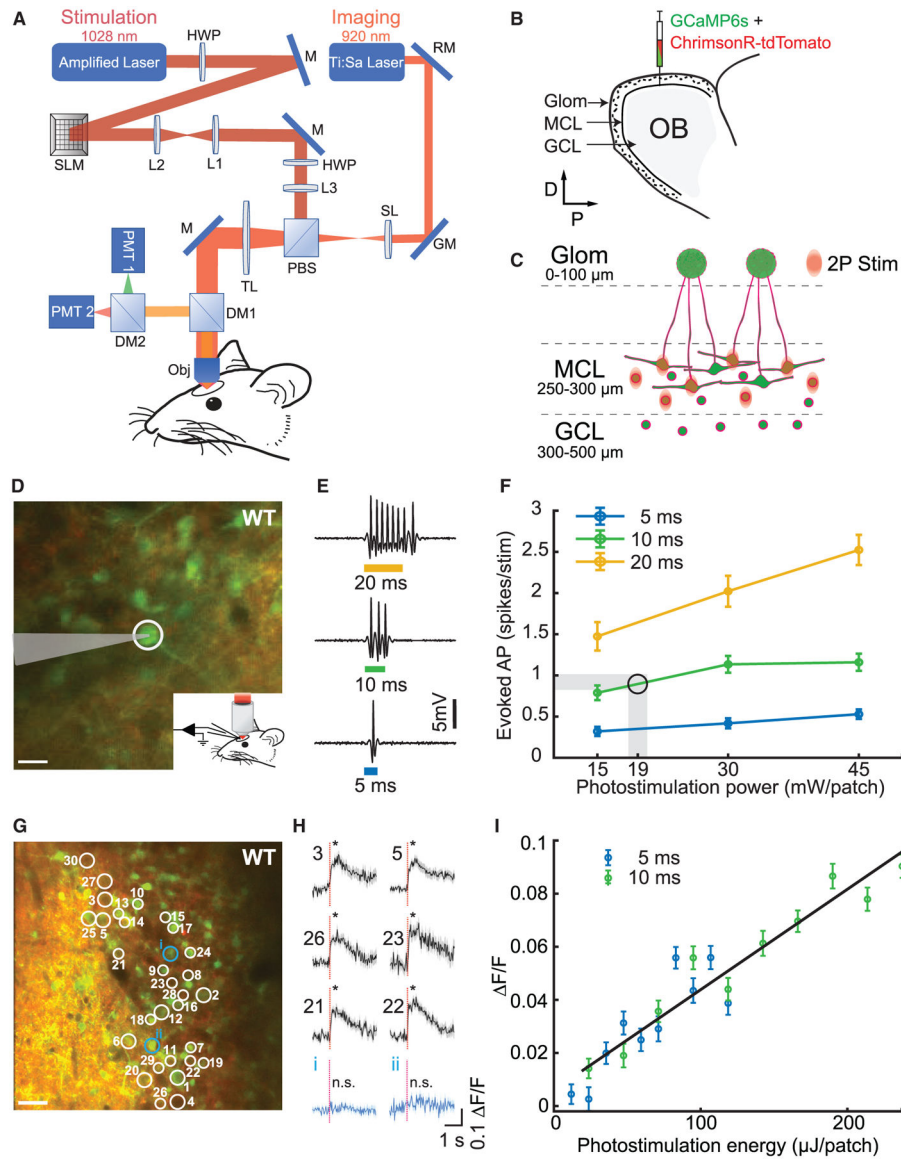 A
Stimulation
1028 nm
Imaging
920 nm
HWP
M
RM
Amplified Laser
Ti:Sa Laser
SLM
L2
L1
M
HWP
L3
M
SL
TL
PBS
GM
PMT 1
PMT 2
DM2
DM1
Obj
B
GCaMP6s +
ChrimsonR-tdTomato
Glom
MCL
GCL
OB
D
P
C
Glom
0-100 µm
2P Stim
MCL
250-300 µm
GCL
300-500 µm
D
WT
E
20 ms
10 ms
5 ms
5mV
F
5 ms
10 ms
20 ms
Evoked AP (spikes/stim)
3
2.5
2
1.5
1
0.5
0
15 19 30 45
Photostimulation power (mW/patch)
G
WT
30
27
3
10
13
25
5
14
15
17
i
24
21
9
8
23
28
2
16
18
12
6
ii
7
11
29
22
19
20
1
26
4
H
3 * 5 *
26 * 23 *
21 * 22 *
i n.s. ii n.s.
1 s
0.1 ΔF/F
I
5 ms
10 ms
ΔF/F
0.1
0.08
0.06
0.04
0.02
0
0 100 200
Photostimulation energy (µJ/patch)